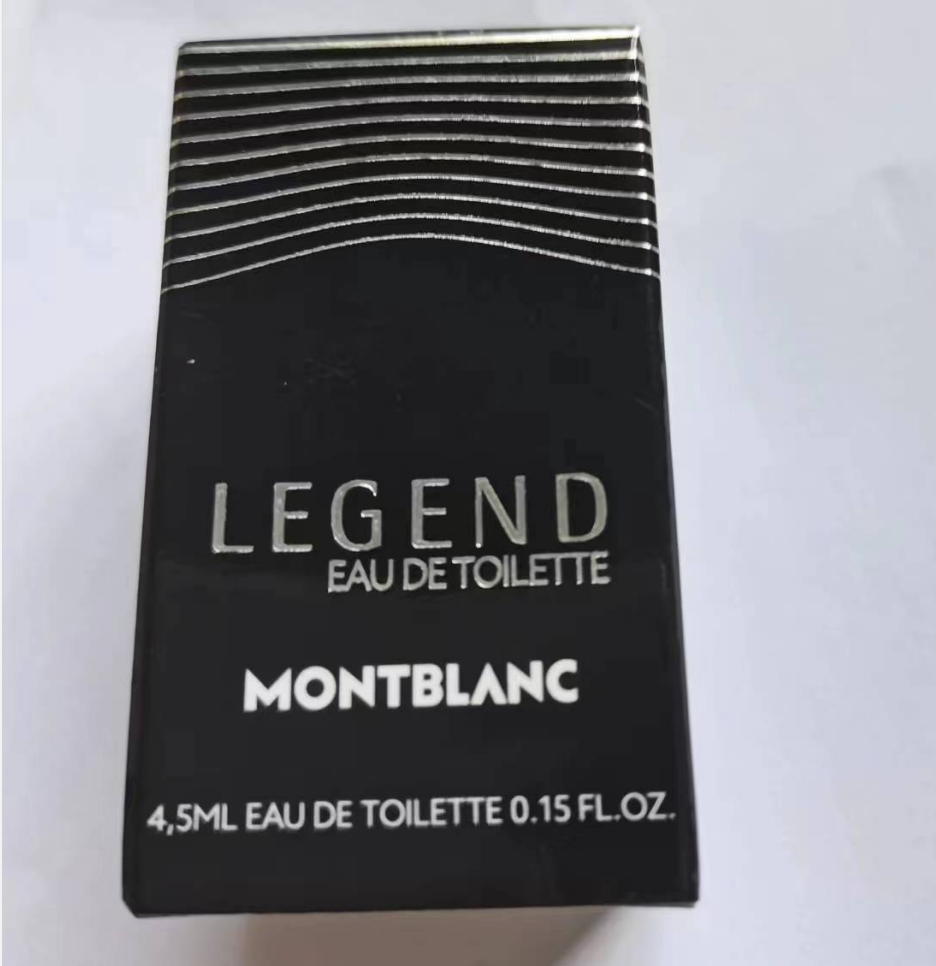 LEGEND
EAU DE TOILETTE
MONTBLANC
4,5ML EAU DE TOILETTE 0.15 FL.OZ.